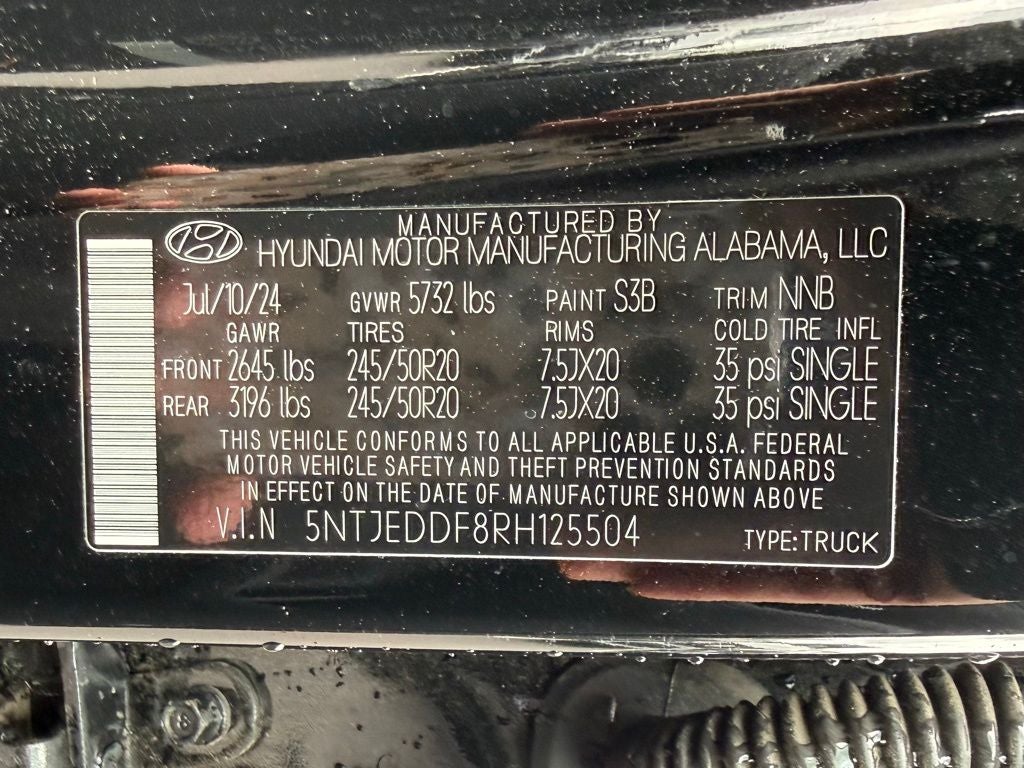 MANUFACTURED BY
HYUNDAI MOTOR MANUFACTURING ALABAMA, LLC
Jul/10/24 GVWR 5732 lbs PAINT S3B TRIM NNB
GAWR TIRES RIMS COLD TIRE INFL
FRONT 2645 lbs 245/50R20 7.5JX20 35 psi SINGLE
REAR 3196 lbs 245/50R20 7.5JX20 35 psi SINGLE
THIS VEHICLE CONFORMS TO ALL APPLICABLE U.S.A. FEDERAL
MOTOR VEHICLE SAFETY AND THEFT PREVENTION STANDARDS
IN EFFECT ON THE DATE OF MANUFACTURE SHOWN ABOVE
V.I.N 5NTJEDDF8RH125504 TYPE:TRUCK